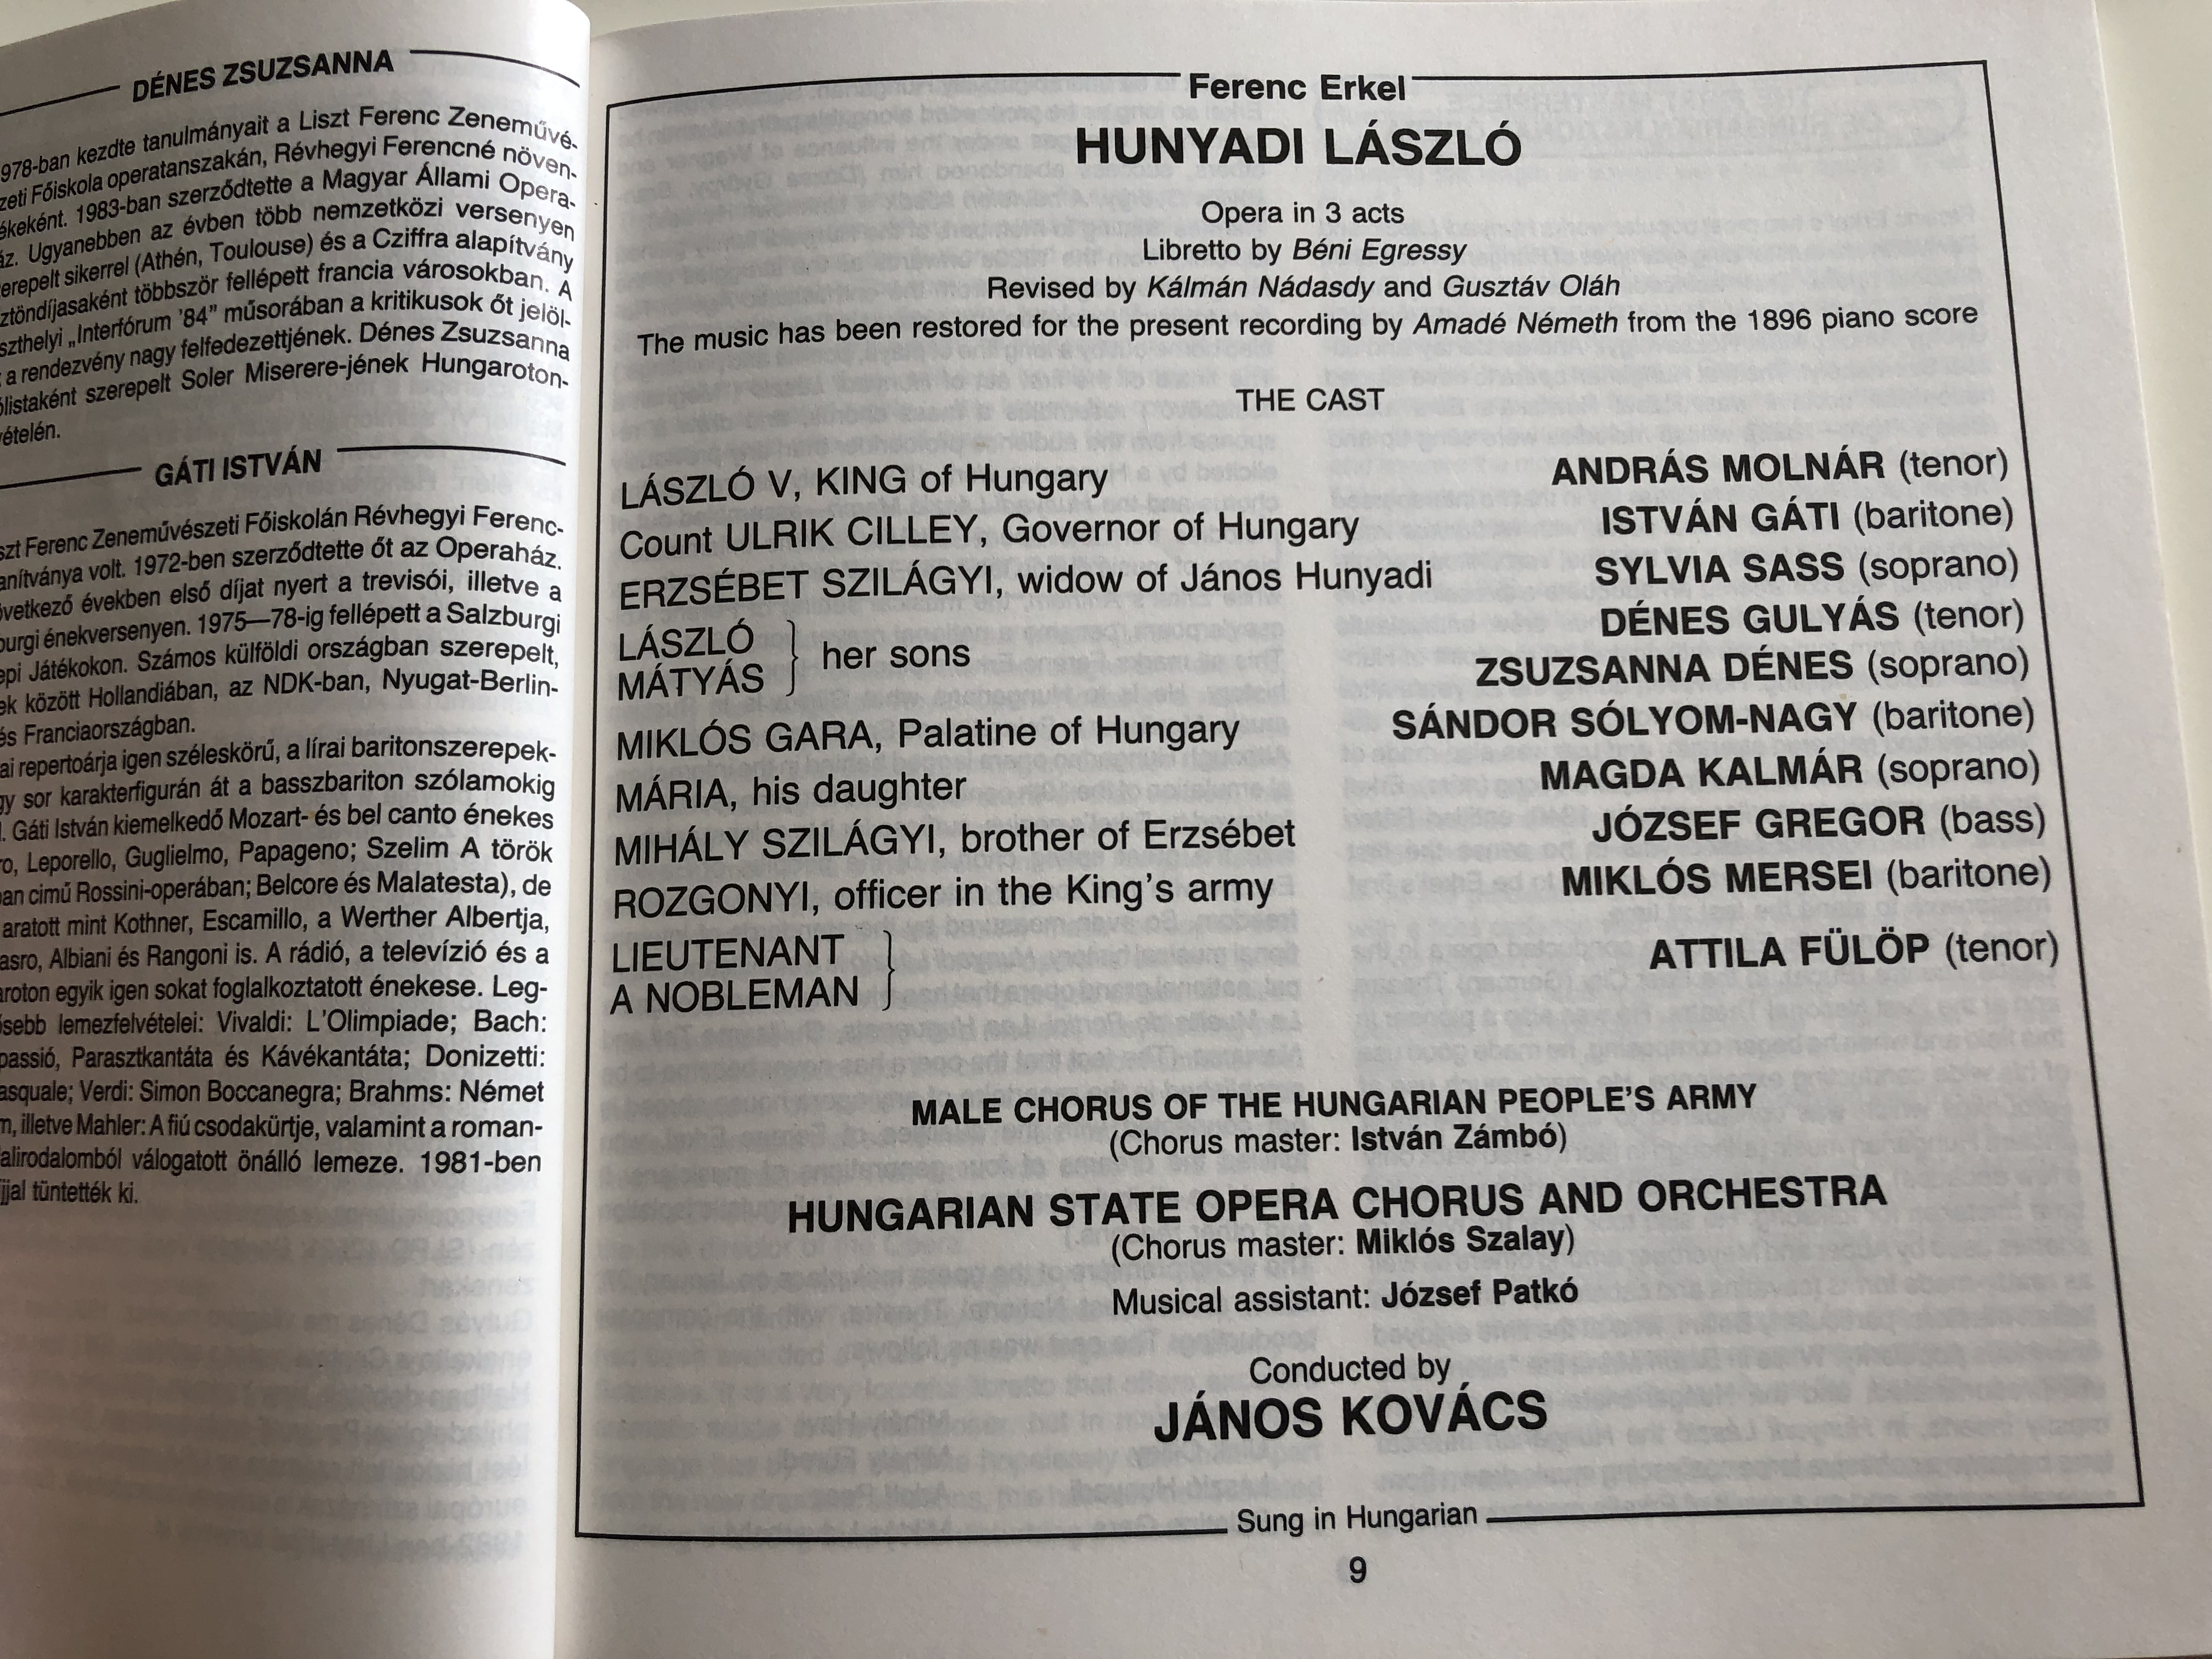 DÉNES ZSUZSANNA
978-ban kezdte tanulmányait a Liszt Ferenc Zeneművé-
zeti Főiskola operatanszakán, Révhegyi Ferencné növen-
ékeként. 1983-ban szerződtette a Magyar Állami Opera-
áz. Ugyanebben az évben több nemzetközi versenyen
erepelt sikerrel (Athén, Toulouse) és a Cziffra alapítvány
ztöndíjasaként többször fellépett francia városokban. A
szthelyi „Interfórum '84” műsorában a kritikusok őt jelöl-
a rendezvény nagy felfedezettjének. Dénes Zsuzsanna
ólistaként szerepelt Soler Miserere-jének Hungaroton-
vételén.
GÁTI ISTVÁN
szt Ferenc Zeneművészeti Főiskolán Révhegyi Ferenc-
anítványa volt. 1972-ben szerződtette őt az Operaház.
övetkező években első díjat nyert a trevisói, illetve a
burgi énekversenyen. 1975—78-ig fellépett a Salzburgi
epi Játékokon. Számos külföldi országban szerepelt,
ek között Hollandiában, az NDK-ban, Nyugat-Berlin-
és Franciaországban.
ai repertoárja igen széleskörű, a lírai baritonszerepek-
gy sor karakterfigurán át a basszbariton szólamokig
l. Gáti István kiemelkedő Mozart- és bel canto énekes
ro, Leporello, Guglielmo, Papageno; Szelim A török
ban cimű Rossini-operában; Belcore és Malatesta), de
aratott mint Kothner, Escamillo, a Werther Albertja,
asro, Albiani és Rangoni is. A rádió, a televízió és a
aroton egyik igen sokat foglalkoztatott énekese. Leg-
ősebb lemezfelvételei: Vivaldi: L'Olimpiade; Bach:
passió, Parasztkantáta és Kávékantáta; Donizetti:
asquale; Verdi: Simon Boccanegra; Brahms: Német
m, illetve Mahler: A fiú csodakürtje, valamint a roman-
alirodalomból válogatott önálló lemeze. 1981-ben
íjjal tüntették ki.
Ferenc Erkel
HUNYADI LÁSZLÓ
Opera in 3 acts
Libretto by Béni Egressy
Revised by Kálmán Nádasdy and Gusztáv Oláh
The music has been restored for the present recording by Amadé Németh from the 1896 piano score
THE CAST
LÁSZLÓ V, KING of Hungary ANDRÁS MOLNÁR (tenor)
Count ULRIK CILLEY, Governor of Hungary ISTVÁN GÁTI (baritone)
ERZSÉBET SZILÁGYI, widow of János Hunyadi SYLVIA SASS (soprano)
LÁSZLÓ DÉNES GULYÁS (tenor)
her sons
MÁTYÁS ZSUZSANNA DÉNES (soprano)
MIKLÓS GARA, Palatine of Hungary SÁNDOR SÓLYOM-NAGY (baritone)
MÁRIA, his daughter MAGDA KALMÁR (soprano)
MIHÁLY SZILÁGYI, brother of Erzsébet JÓZSEF GREGOR (bass)
ROZGONYI, officer in the King's army MIKLÓS MERSEI (baritone)
LIEUTENANT ATTILA FÜLÖP (tenor)
A NOBLEMAN
MALE CHORUS OF THE HUNGARIAN PEOPLE'S ARMY
(Chorus master: István Zámbó)
HUNGARIAN STATE OPERA CHORUS AND ORCHESTRA
(Chorus master: Miklós Szalay)
Musical assistant: József Patkó
Conducted by
JÁNOS KOVÁCS
Sung in Hungarian
9